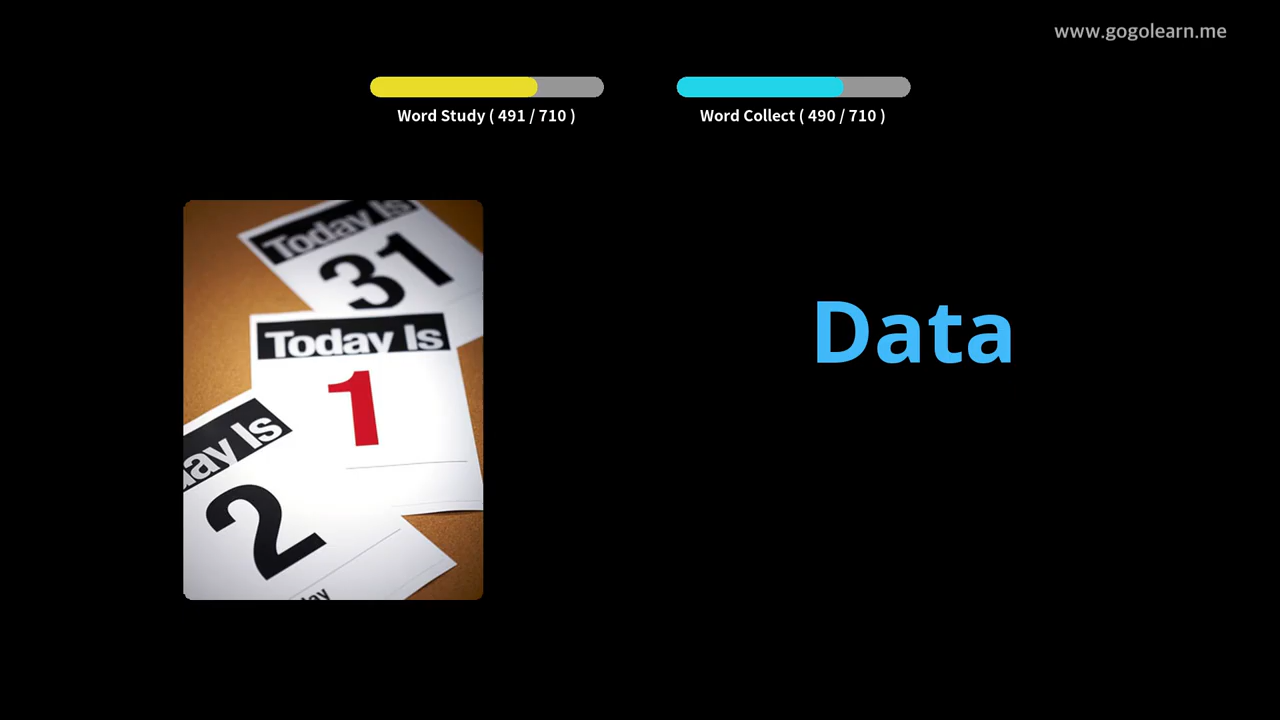 www.gogolearn.me
Word Study ( 491 / 710 )
Word Collect ( 490 / 710 )
Today Is
31
Today Is
1
ay Is
2
ay
Data